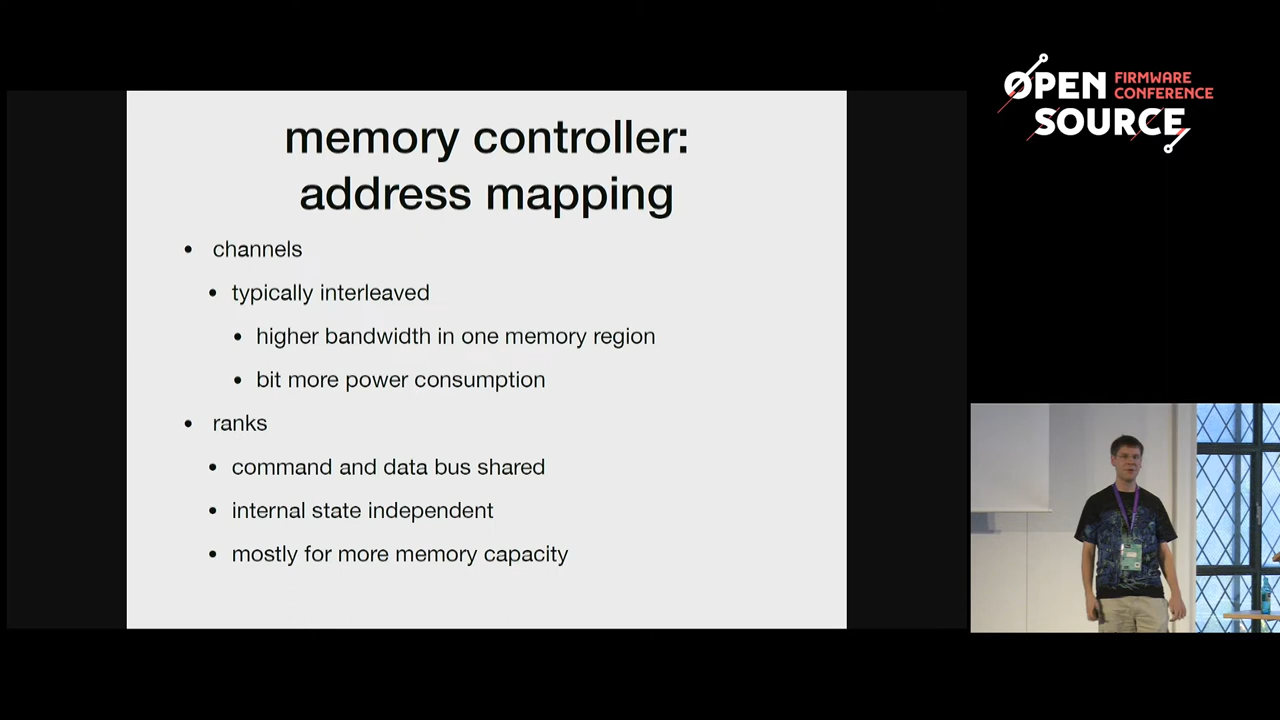 memory controller:
address mapping
• channels
• typically interleaved
• higher bandwidth in one memory region
• bit more power consumption
• ranks
• command and data bus shared
• internal state independent
• mostly for more memory capacity
OPEN FIRMWARE
CONFERENCE
SOURCE